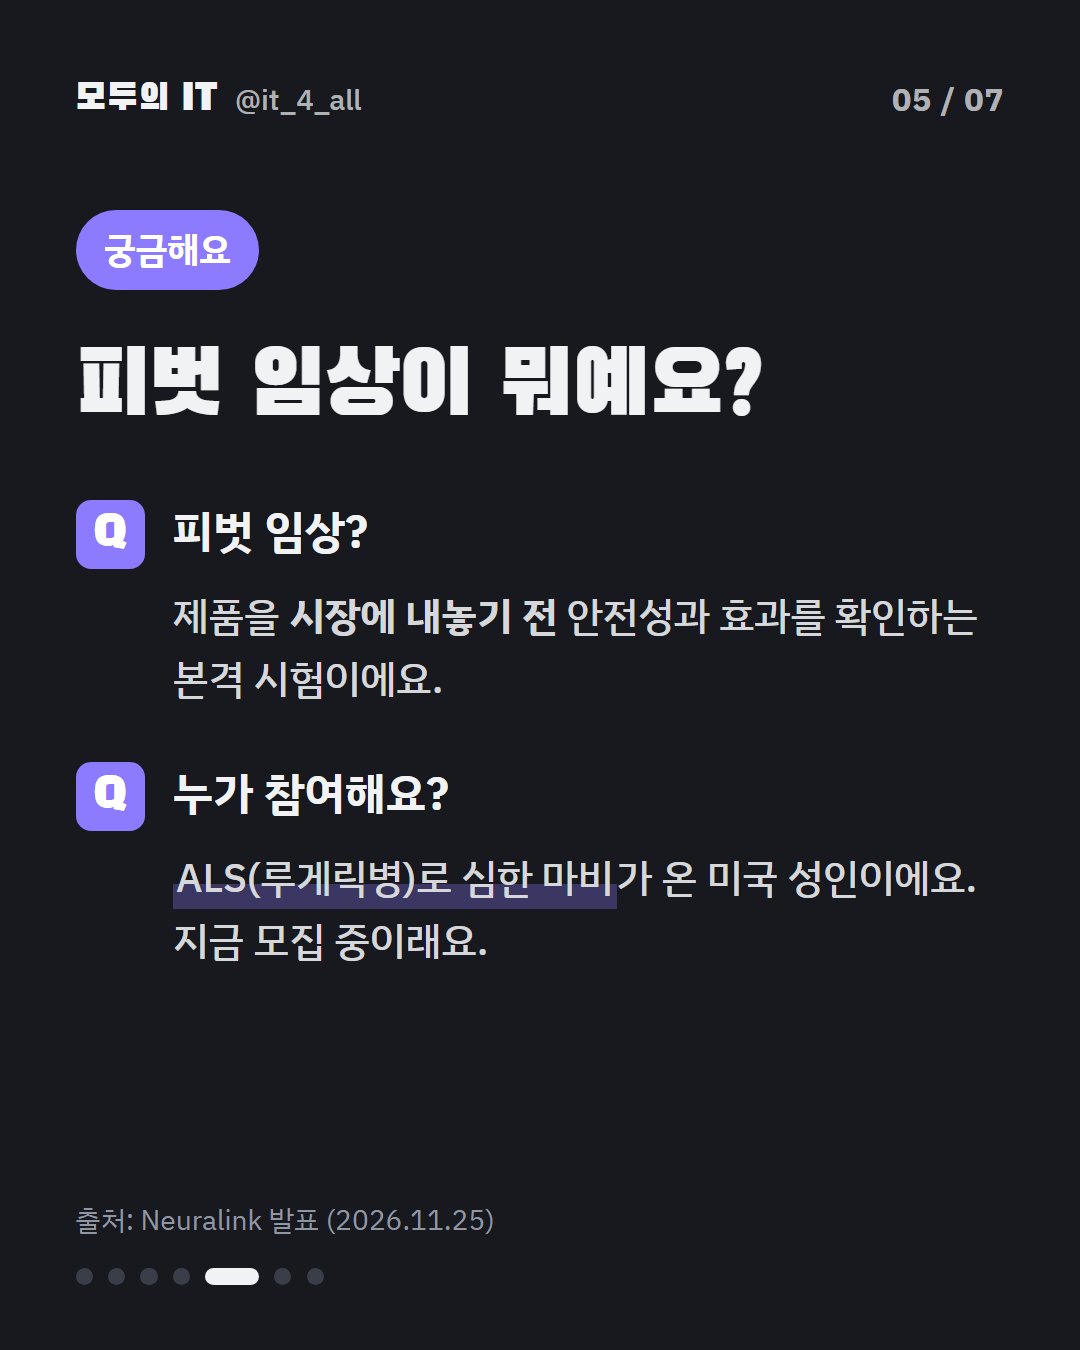 모두의 IT @it_4_all 05 / 07
궁금해요
피벗 임상이 뭐예요?
Q 피벗 임상?
제품을 시장에 내놓기 전 안전성과 효과를 확인하는
본격 시험이에요.
Q 누가 참여해요?
ALS(루게릭병)로 심한 마비가 온 미국 성인이에요.
지금 모집 중이래요.
출처: Neuralink 발표 (2026.11.25)